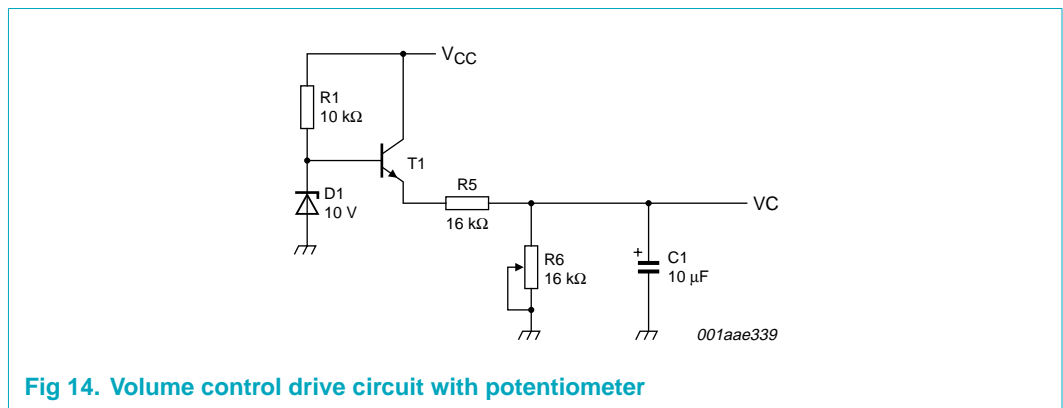 VCC
R1
10 kΩ
T1
D1
10 V
R5
16 kΩ
VC
R6
16 kΩ
+
C1
10 μF
001aae339
Fig 14. Volume control drive circuit with potentiometer